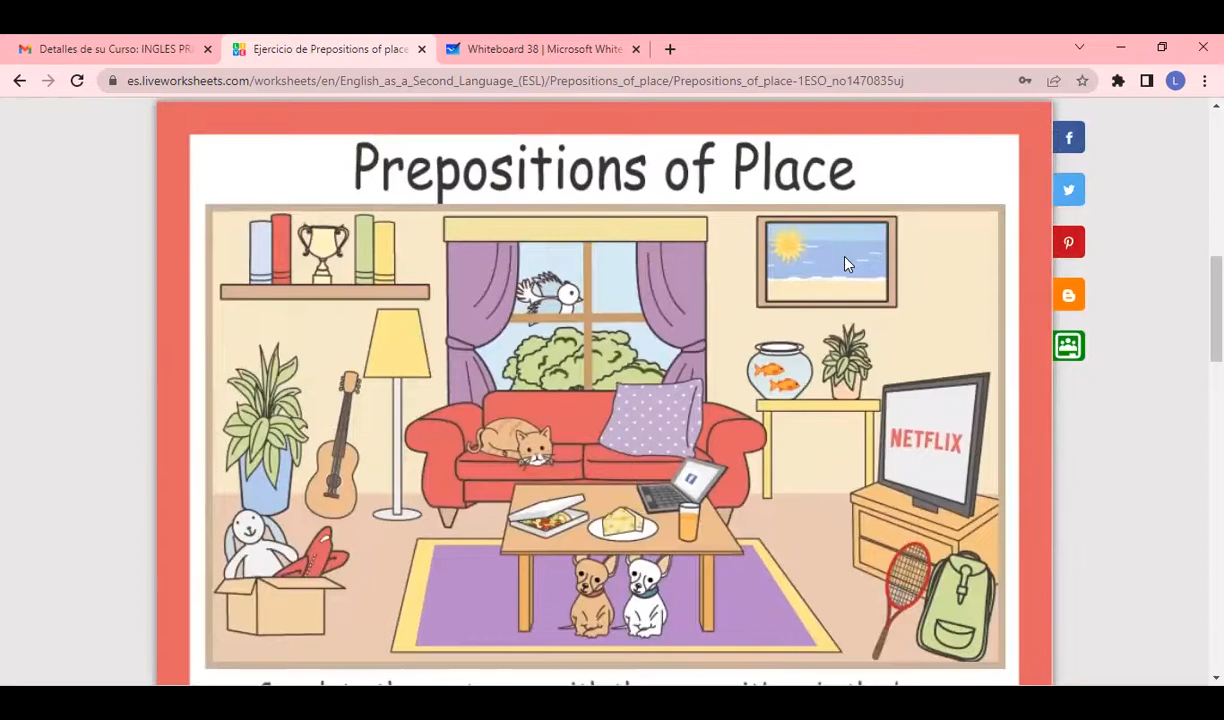 Detalles de su Curso: INGLES PRI
Ejercicio de Prepositions of place
Whiteboard 38 | Microsoft White
es.liveworksheets.com/worksheets/en/English_as_a_Second_Language_(ESL)/Prepositions_of_place/Prepositions_of_place-1ESO_no1470835uj
L
Prepositions of Place
NETFLIX